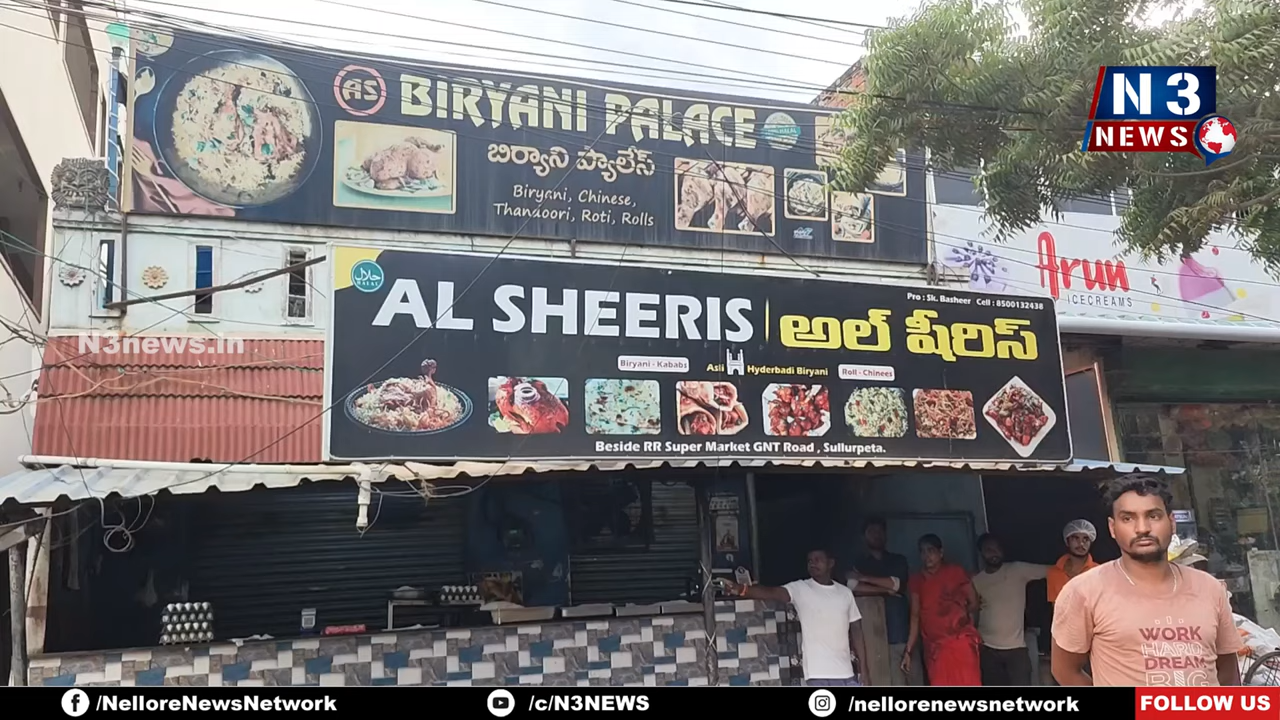 AS BIRYANI PALACE
బిర్యాని ప్యాలేస్
Biryani, Chinese,
Thandoori, Roti, Rolls
N3
NEWS
Arun
ICECREAMS
حلال
HALAL
Pro : Sk. Basheer Cell : 8500132438
AL SHEERIS
అల్ షీరిస్
N3news.in
Biryani - Kababs
Asli Hyderbadi Biryani
Roll - Chinees
Beside RR Super Market GNT Road , Sullurpeta.
WORK
HARD
DREAM
BIG
/NelloreNewsNetwork
/c/N3NEWS
/nellorenewsnetwork
FOLLOW US